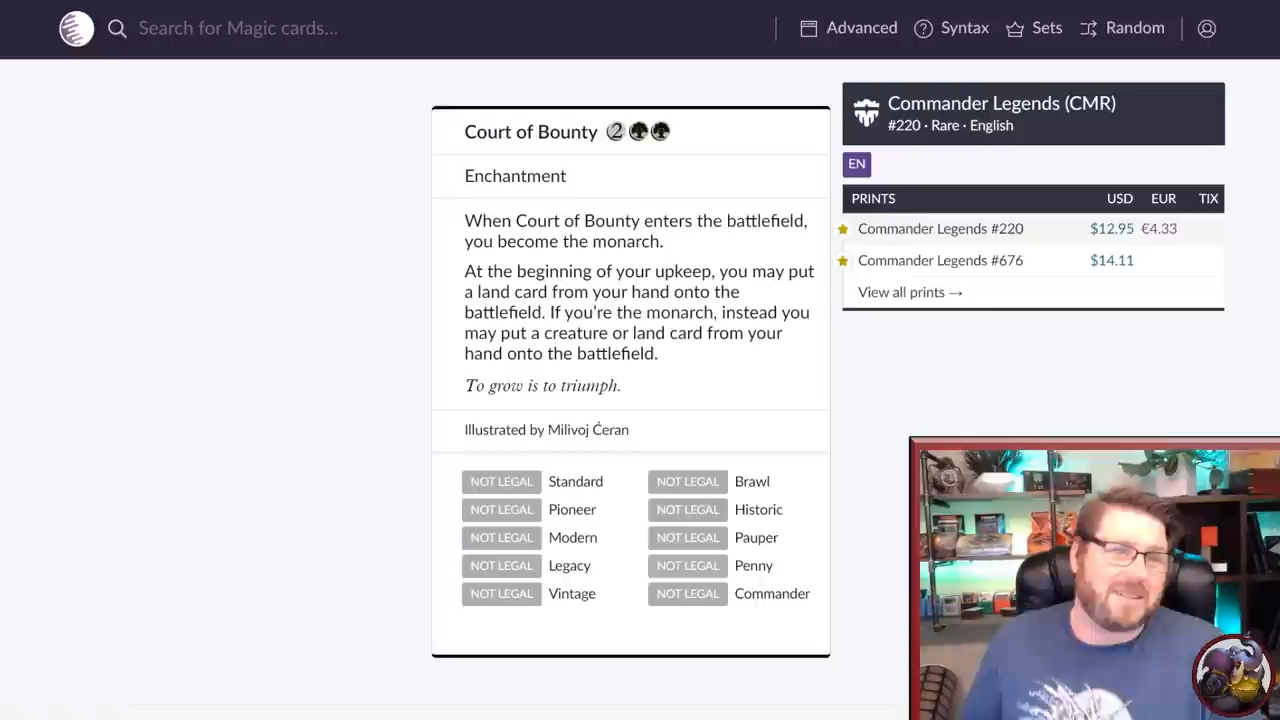 Search for Magic cards...
Advanced
Syntax
Sets
Random
Court of Bounty 2
Enchantment
When Court of Bounty enters the battlefield,
you become the monarch.
At the beginning of your upkeep, you may put
a land card from your hand onto the
battlefield. If you’re the monarch, instead you
may put a creature or land card from your
hand onto the battlefield.
To grow is to triumph.
Illustrated by Milivoj Ćeran
NOT LEGAL Standard NOT LEGAL Brawl
NOT LEGAL Pioneer NOT LEGAL Historic
NOT LEGAL Modern NOT LEGAL Pauper
NOT LEGAL Legacy NOT LEGAL Penny
NOT LEGAL Vintage NOT LEGAL Commander
Commander Legends (CMR)
#220 · Rare · English
EN
PRINTS USD EUR TIX
Commander Legends #220 $12.95 €4.33
Commander Legends #676 $14.11
View all prints →